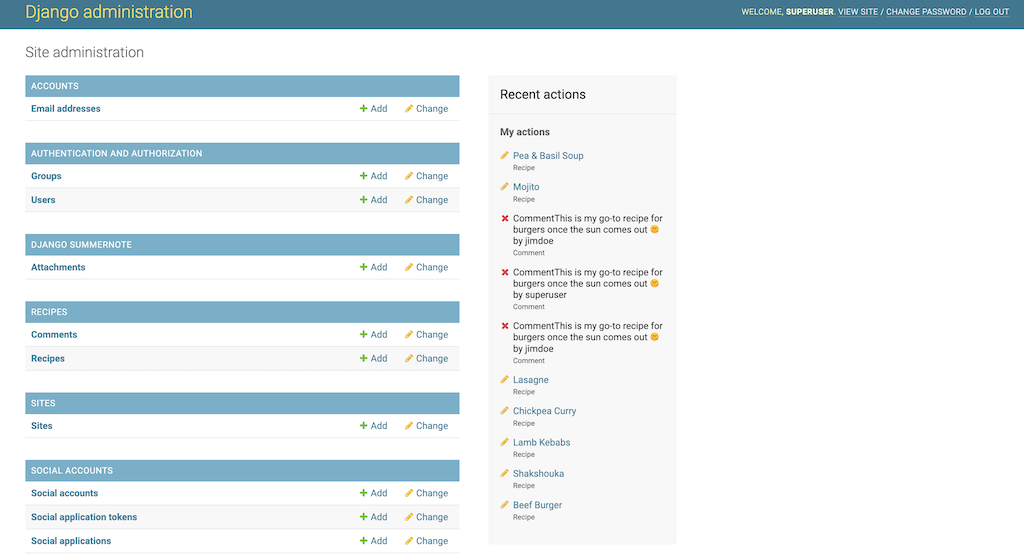 Django administration
WELCOME, SUPERUSER. VIEW SITE / CHANGE PASSWORD / LOG OUT
Site administration
ACCOUNTS
Email addresses Add Change
AUTHENTICATION AND AUTHORIZATION
Groups Add Change
Users Add Change
DJANGO SUMMERNOTE
Attachments Add Change
RECIPES
Comments Add Change
Recipes Add Change
SITES
Sites Add Change
SOCIAL ACCOUNTS
Social accounts Add Change
Social application tokens Add Change
Social applications Add Change
Recent actions
My actions
Pea & Basil Soup
Recipe
Mojito
Recipe
CommentThis is my go-to recipe for
burgers once the sun comes out
by jimdoe
Comment
CommentThis is my go-to recipe for
burgers once the sun comes out
by superuser
Comment
CommentThis is my go-to recipe for
burgers once the sun comes out
by jimdoe
Comment
Lasagne
Recipe
Chickpea Curry
Recipe
Lamb Kebabs
Recipe
Shakshouka
Recipe
Beef Burger
Recipe